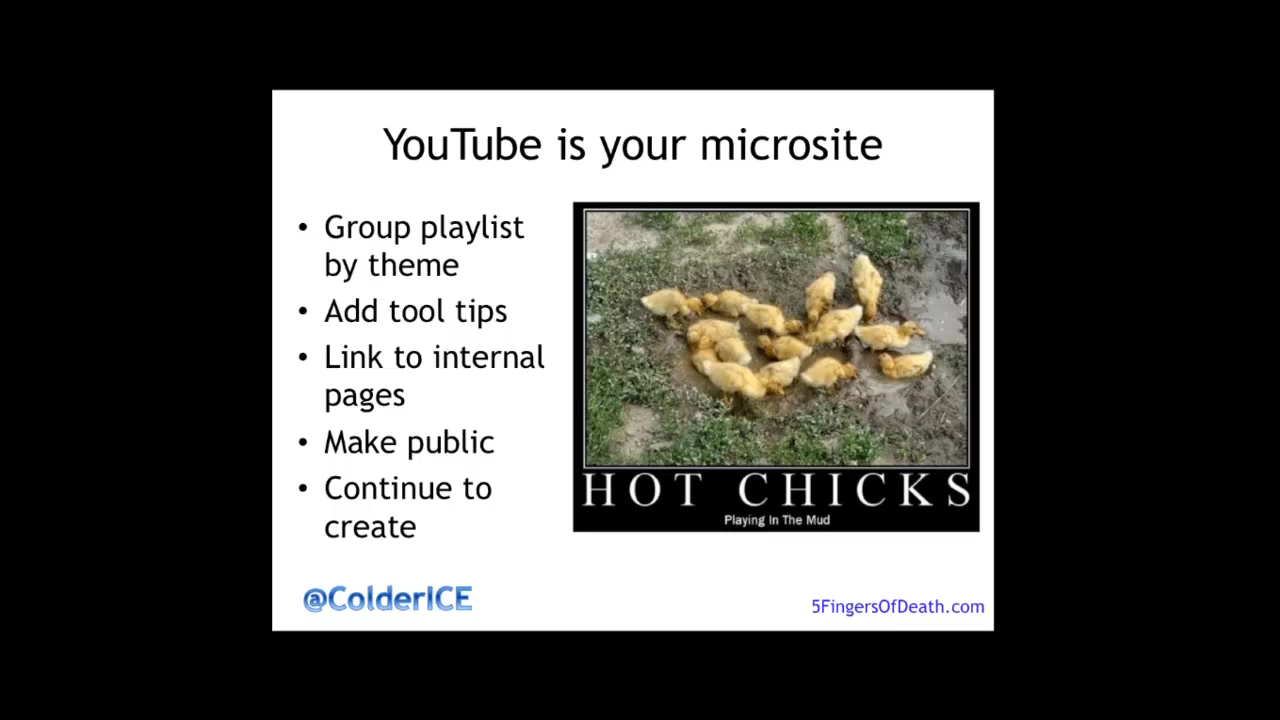 YouTube is your microsite
• Group playlist
by theme
• Add tool tips
• Link to internal
pages
• Make public
• Continue to
create
HOT CHICKS
Playing In The Mud
@ColderICE
5FingersOfDeath.com